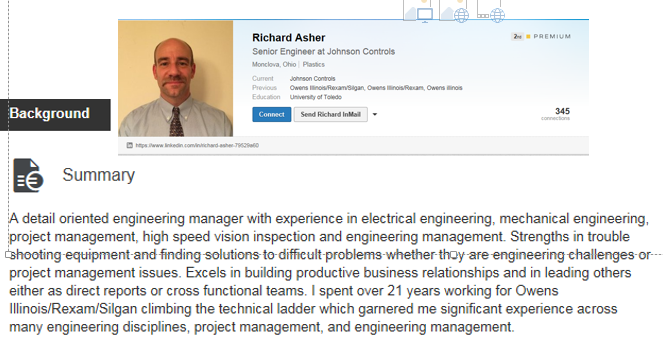 Richard Asher
2nd PREMIUM
Senior Engineer at Johnson Controls
Monclova, Ohio | Plastics
Current Johnson Controls
Previous Owens Illinois/Rexam/Silgan, Owens Illinois/Rexam, Owens Illinois
Education University of Toledo
Background
Connect Send Richard InMail
345
connections
https://www.linkedin.com/in/richard-asher-79529a60
Summary
A detail oriented engineering manager with experience in electrical engineering, mechanical engineering,
project management, high speed vision inspection and engineering management. Strengths in trouble
shooting equipment and finding solutions to difficult problems whether they are engineering challenges or
project management issues. Excels in building productive business relationships and in leading others
either as direct reports or cross functional teams. I spent over 21 years working for Owens
Illinois/Rexam/Silgan climbing the technical ladder which garnered me significant experience across
many engineering disciplines, project management, and engineering management.